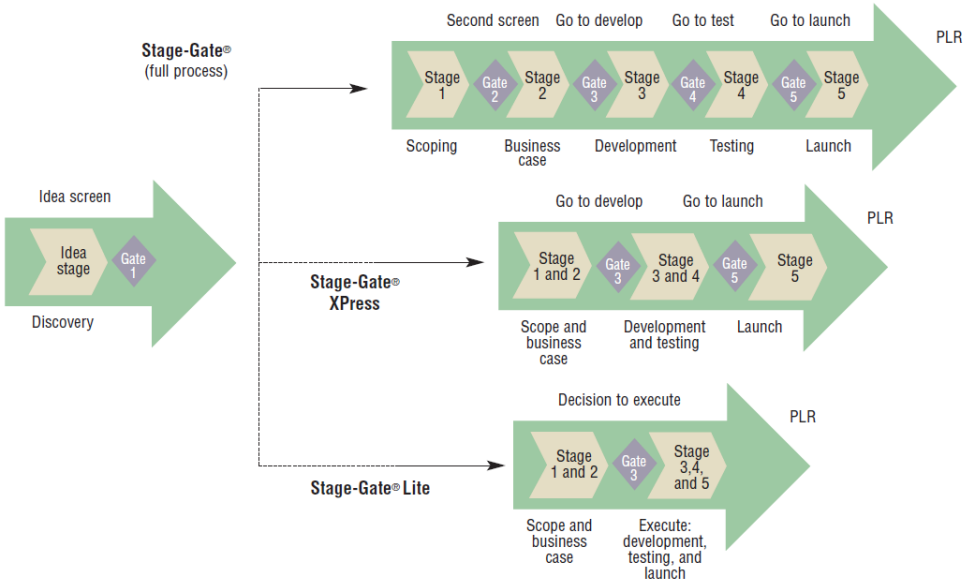 Second screen
Go to develop
Go to test
Go to launch
PLR
Stage-Gate®
(full process)
Stage
1
Gate
2
Stage
2
Gate
3
Stage
3
Gate
4
Stage
4
Gate
5
Stage
5
Scoping
Business
case
Development
Testing
Launch
Idea screen
Idea
stage
Gate
1
Discovery
Go to develop
Go to launch
PLR
Stage-Gate®
XPress
Stage
1 and 2
Gate
3
Stage
3 and 4
Gate
5
Stage
5
Scope and
business
case
Development
and testing
Launch
Decision to execute
PLR
Stage-Gate® Lite
Stage
1 and 2
Gate
3
Stage
3,4,
and 5
Scope and
business
case
Execute:
development,
testing, and
launch